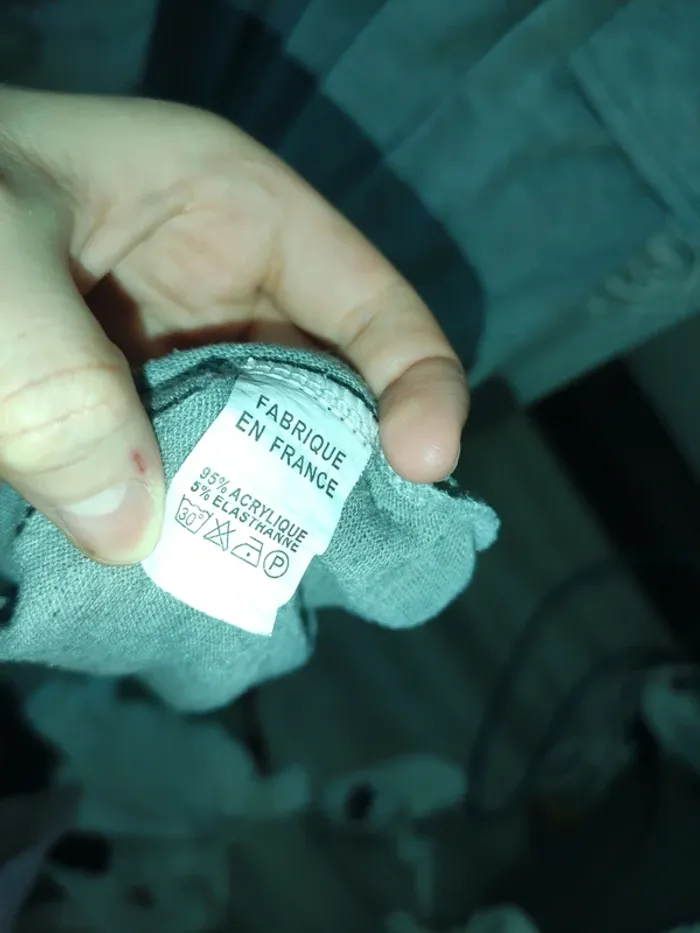 FABRIQUE
EN FRANCE
95% ACRYLIQUE
5% ELASTHANNE
30° P